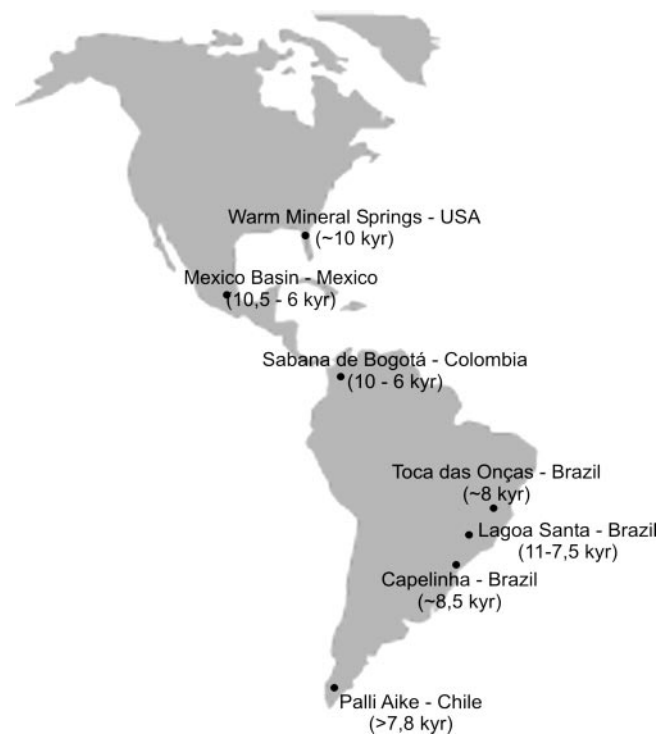 Warm Mineral Springs - USA
(~10 kyr)
Mexico Basin - Mexico
(10,5 - 6 kyr)
Sabana de Bogotá - Colombia
(10 - 6 kyr)
Toca das Onças - Brazil
(~8 kyr)
Lagoa Santa - Brazil
(11-7,5 kyr)
Capelinha - Brazil
(~8,5 kyr)
Palli Aike - Chile
(>7,8 kyr)